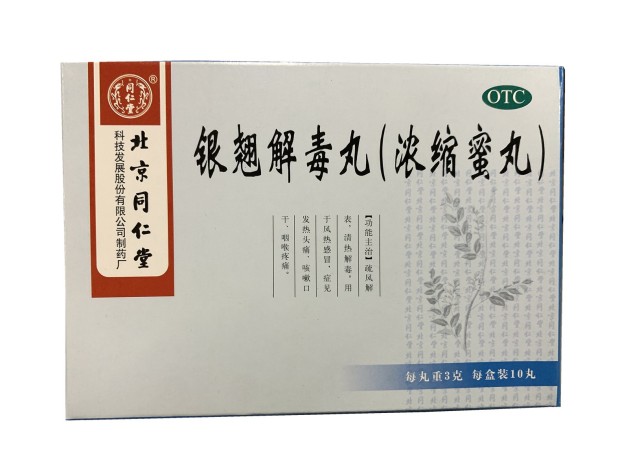 同仁堂
®
北京同仁堂
科技发展股份有限公司制药厂
OTC
银翘解毒丸(浓缩蜜丸)
【功能主治】疏风解
表，清热解毒。用
于风热感冒，症见
发热头痛、咳嗽口
干、咽喉疼痛。
每丸重3克 每盒装10丸